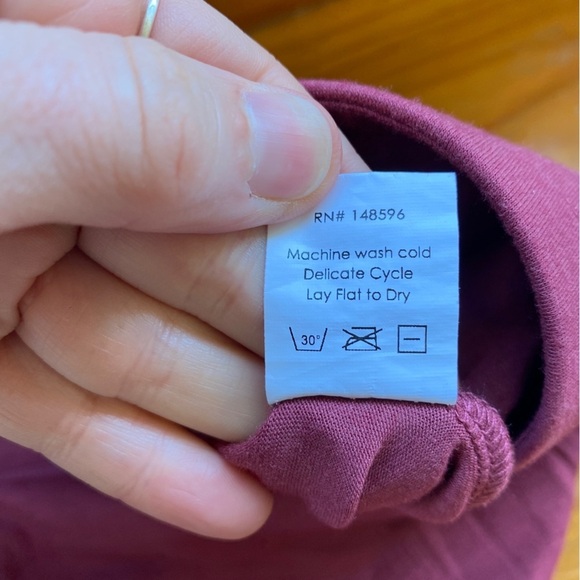 RN# 148596
Machine wash cold
Delicate Cycle
Lay Flat to Dry
30°